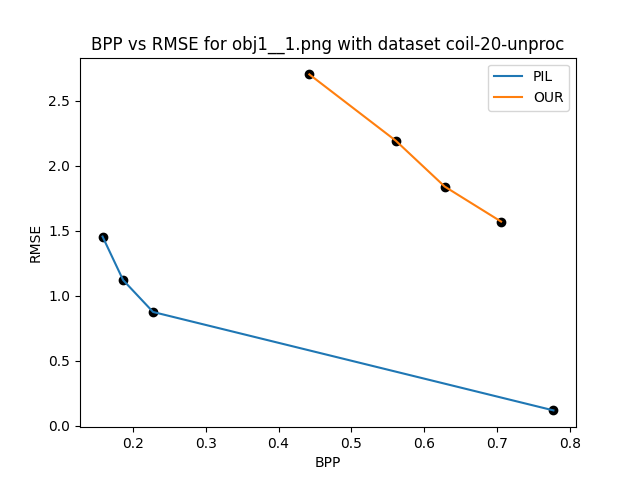 BPP vs RMSE for obj1__1.png with dataset coil-20-unproc
PIL
OUR
2.5
2.0
1.5
1.0
0.5
0.0
RMSE
0.2 0.3 0.4 0.5 0.6 0.7 0.8
BPP